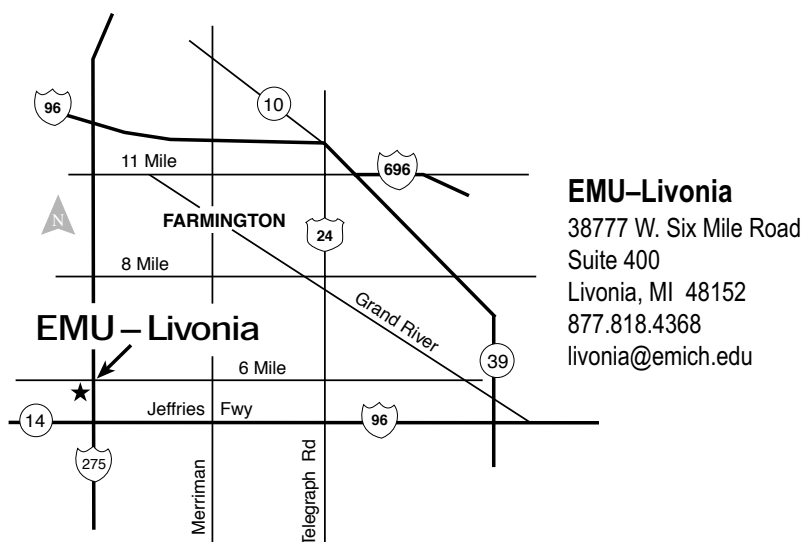 10
96
11 Mile
696
N
FARMINGTON
24
8 Mile
Grand River
EMU – Livonia
6 Mile
39
Jeffries Fwy
14
96
275
Merriman
Telegraph Rd
EMU–Livonia
38777 W. Six Mile Road
Suite 400
Livonia, MI 48152
877.818.4368
livonia@emich.edu